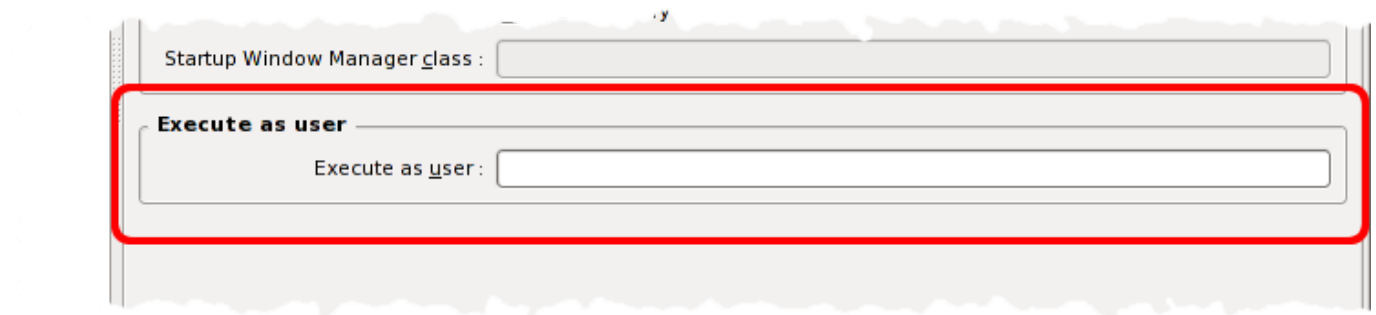 Startup Window Manager class :
Execute as user
Execute as user :